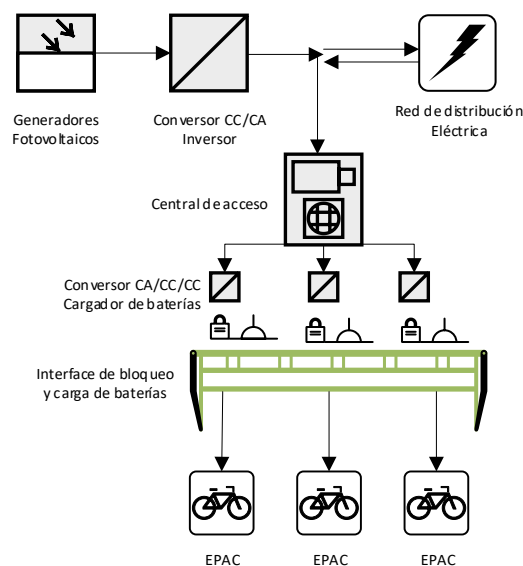 Generadores
Fotovoltaicos
Conversor CC/CA
Inversor
Red de distribución
Eléctrica
Central de acceso
Conversor CA/CC/CC
Cargador de baterías
Interface de bloqueo
y carga de baterías
EPAC
EPAC
EPAC